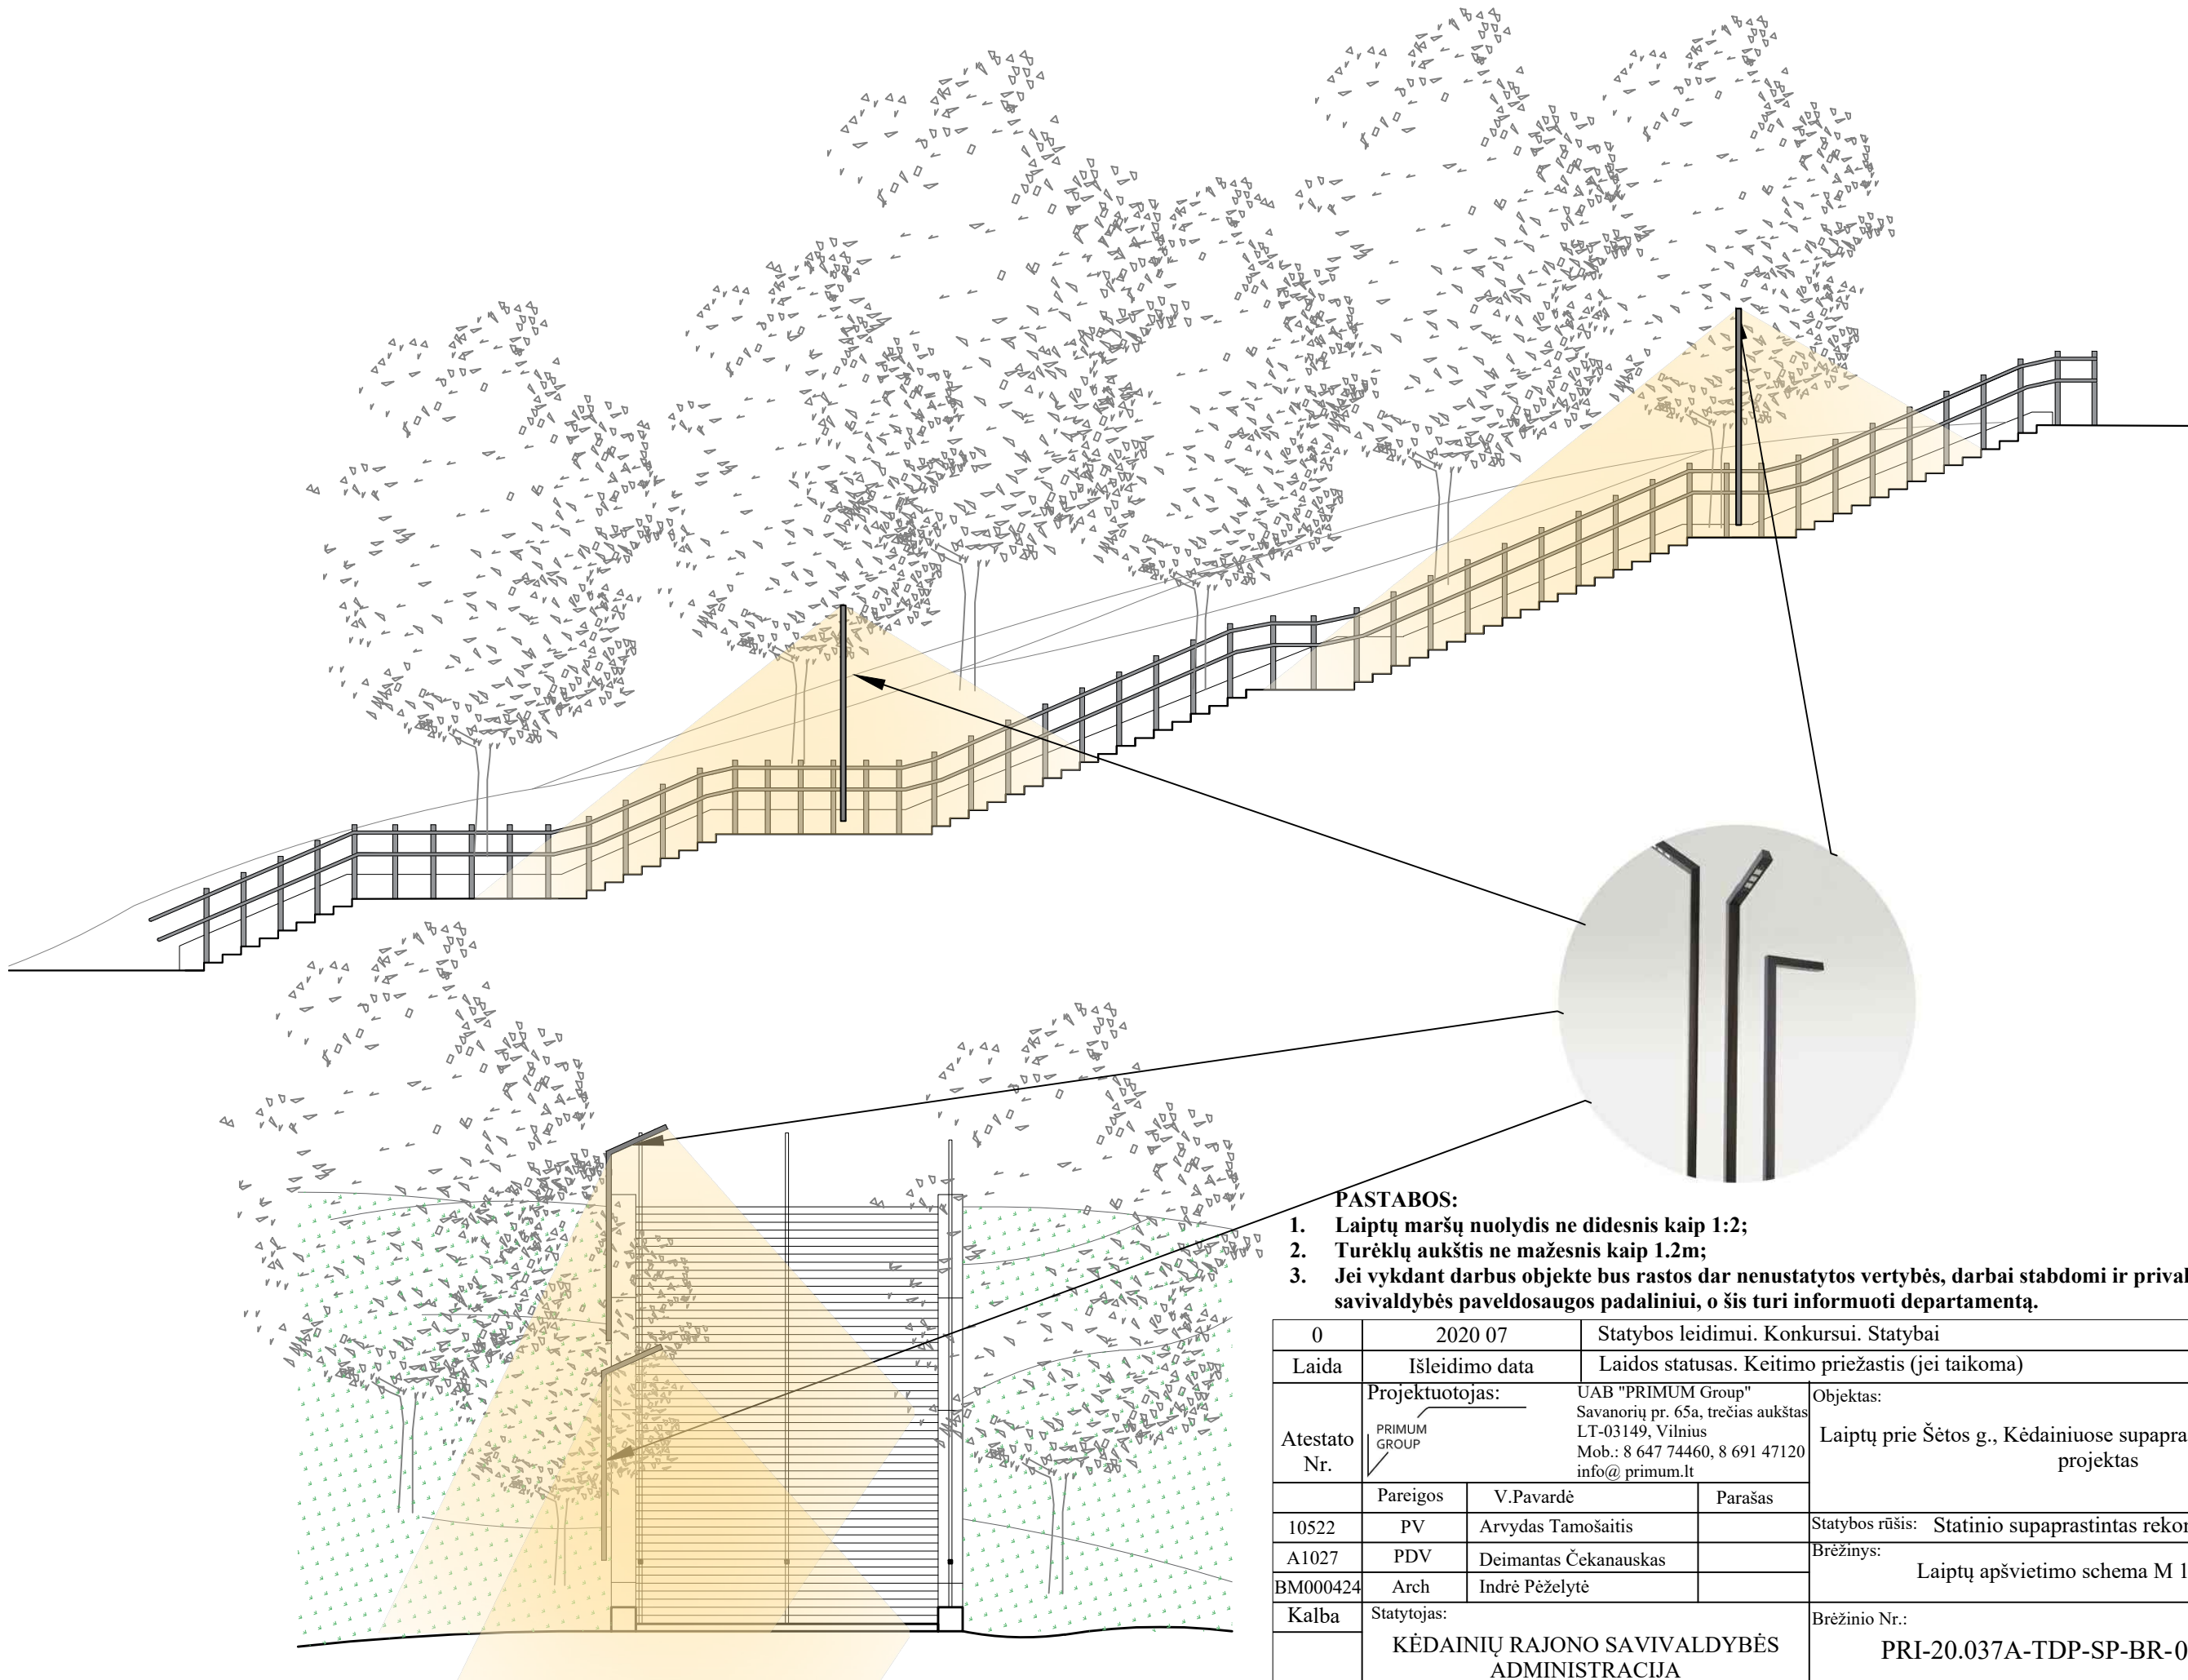 PASTABOS:
1. Laiptų maršų nuolydis ne didesnis kaip 1:2;
2. Turėklų aukštis ne mažesnis kaip 1.2m;
3. Jei vykdant darbus objekte bus rastos dar nenustatytos vertybės, darbai stabdomi ir prival
savivaldybės paveldosaugos padaliniui, o šis turi informuoti departamentą.
0 2020 07 Statybos leidimui. Konkursui. Statybai
Laida Išleidimo data Laidos statusas. Keitimo priežastis (jei taikoma)
Atestato
Nr.
Projektuotojas:
PRIMUM
GROUP
UAB "PRIMUM Group"
Savanorių pr. 65a, trečias aukštas
LT-03149, Vilnius
Mob.: 8 647 74460, 8 691 47120
info@ primum.lt
Objektas:
Laiptų prie Šėtos g., Kėdainiuose supapra
projektas
Pareigos V.Pavardė Parašas
10522 PV Arvydas Tamošaitis
A1027 PDV Deimantas Čekanauskas
BM000424 Arch Indrė Pėželytė
Statybos rūšis: Statinio supaprastintas rekon
Brėžinys:
Laiptų apšvietimo schema M 1
Kalba
Statytojas:
KĖDAINIŲ RAJONO SAVIVALDYBĖS
ADMINISTRACIJA
Brėžinio Nr.:
PRI-20.037A-TDP-SP-BR-0